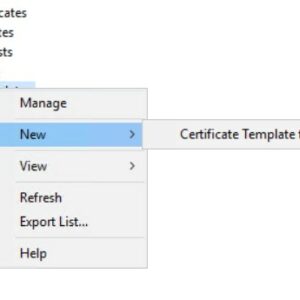 cates
tes
sts
Manage
New
Certificate Template t
View
Refresh
Export List...
Help